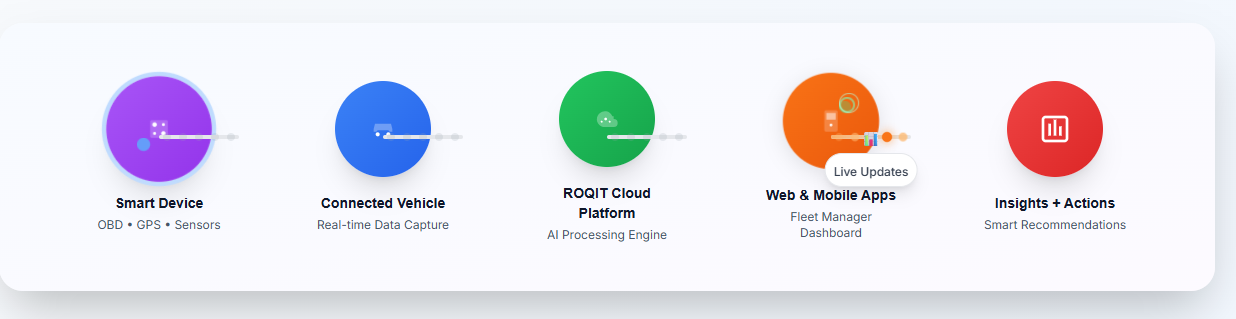 Live Updates
Smart Device
OBD • GPS • Sensors
Connected Vehicle
Real-time Data Capture
ROQIT Cloud
Platform
AI Processing Engine
Web & Mobile Apps
Fleet Manager
Dashboard
Insights + Actions
Smart Recommendations